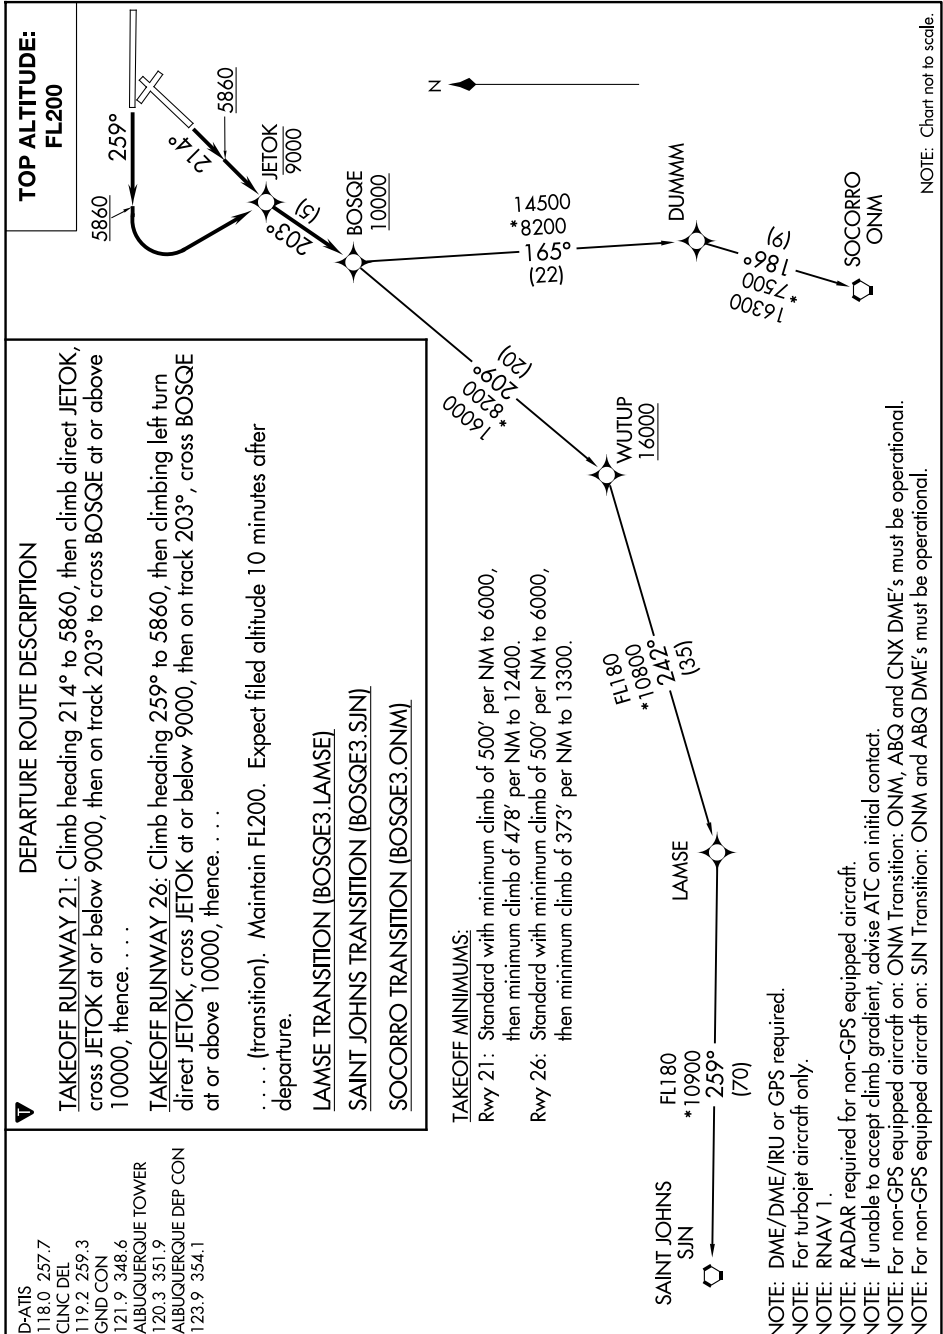 D-ATIS
118.0 257.7
CLNC DEL
119.2 259.3
GND CON
121.9 348.6
ALBUQUERQUE TOWER
120.3 351.9
ALBUQUERQUE DEP CON
123.9 354.1
DEPARTURE ROUTE DESCRIPTION
T
TAKEOFF RUNWAY 21: Climb heading 214° to 5860, then climb direct JETOK,
cross JETOK at or below 9000, then on track 203° to cross BOSQE at or above
10000, thence. . . .
TAKEOFF RUNWAY 26: Climb heading 259° to 5860, then climbing left turn
direct JETOK, cross JETOK at or below 9000, then on track 203°, cross BOSQE
at or above 10000, thence. . . .
. . . . (transition). Maintain FL200. Expect filed altitude 10 minutes after
departure.
LAMSE TRANSITION (BOSQE3.LAMSE)
SAINT JOHNS TRANSITION (BOSQE3.SJN)
SOCORRO TRANSITION (BOSQE3.ONM)
TOP ALTITUDE:
FL200
259°
5860
214°
5860
JETOK
9000
203°
(5)
BOSQE
10000
N
14500
*8200
165°
(22)
DUMMM
(9)
186°
*7500
16300
SOCORRO
ONM
16000
*8200
209°
(20)
WUTUP
16000
FL180
*10800
242°
(35)
LAMSE
FL180
*10900
259°
(70)
SAINT JOHNS
SJN
TAKEOFF MINIMUMS:
Rwy 21: Standard with minimum climb of 500' per NM to 6000,
then minimum climb of 478' per NM to 12400.
Rwy 26: Standard with minimum climb of 500' per NM to 6000,
then minimum climb of 373' per NM to 13300.
NOTE: DME/DME/IRU or GPS required.
NOTE: For turbojet aircraft only.
NOTE: RNAV 1.
NOTE: RADAR required for non-GPS equipped aircraft.
NOTE: If unable to accept climb gradient, advise ATC on initial contact.
NOTE: For non-GPS equipped aircraft on: ONM Transition: ONM, ABQ and CNX DME's must be operational.
NOTE: For non-GPS equipped aircraft on: SJN Transition: ONM and ABQ DME's must be operational.
NOTE: Chart not to scale.